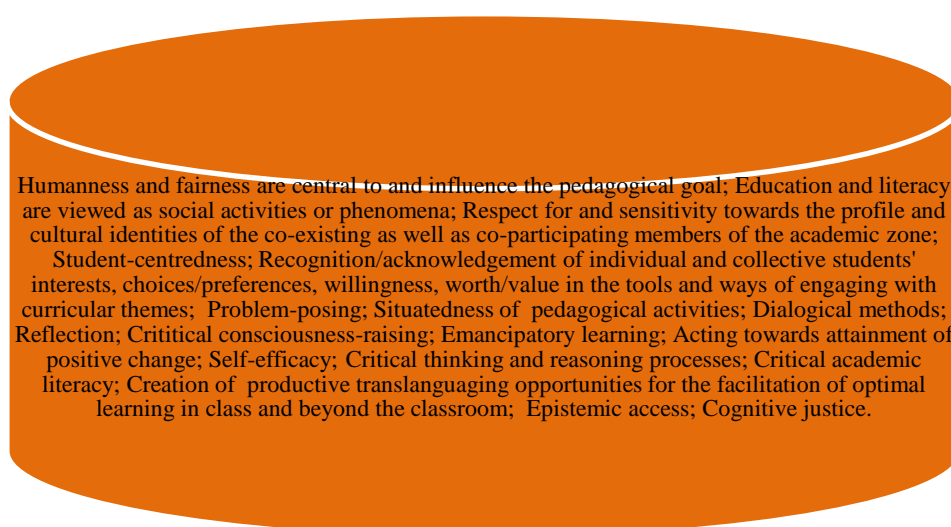 Humanness and fairness are central to and influence the pedagogical goal; Education and literacy
are viewed as social activities or phenomena; Respect for and sensitivity towards the profile and
cultural identities of the co-existing as well as co-participating members of the academic zone;
Student-centredness; Recognition/acknowledgement of individual and collective students'
interests, choices/preferences, willingness, worth/value in the tools and ways of engaging with
curricular themes; Problem-posing; Situatedness of pedagogical activities; Dialogical methods;
Reflection; Crititical consciousness-raising; Emancipatory learning; Acting towards attainment of
positive change; Self-efficacy; Critical thinking and reasoning processes; Critical academic
literacy; Creation of productive translanguaging opportunities for the facilitation of optimal
learning in class and beyond the classroom; Epistemic access; Cognitive justice.